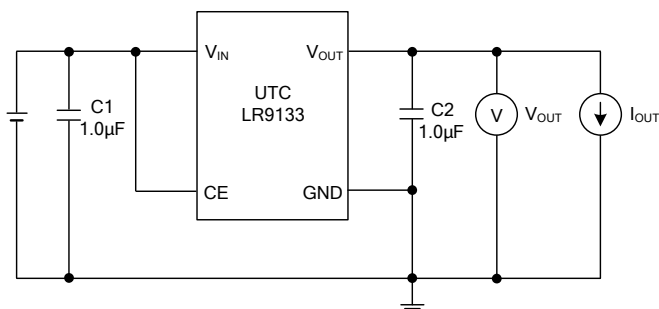 VIN
VOUT
UTC
LR9133
CE
GND
C1
1.0µF
C2
1.0µF
V
VOUT
IOUT